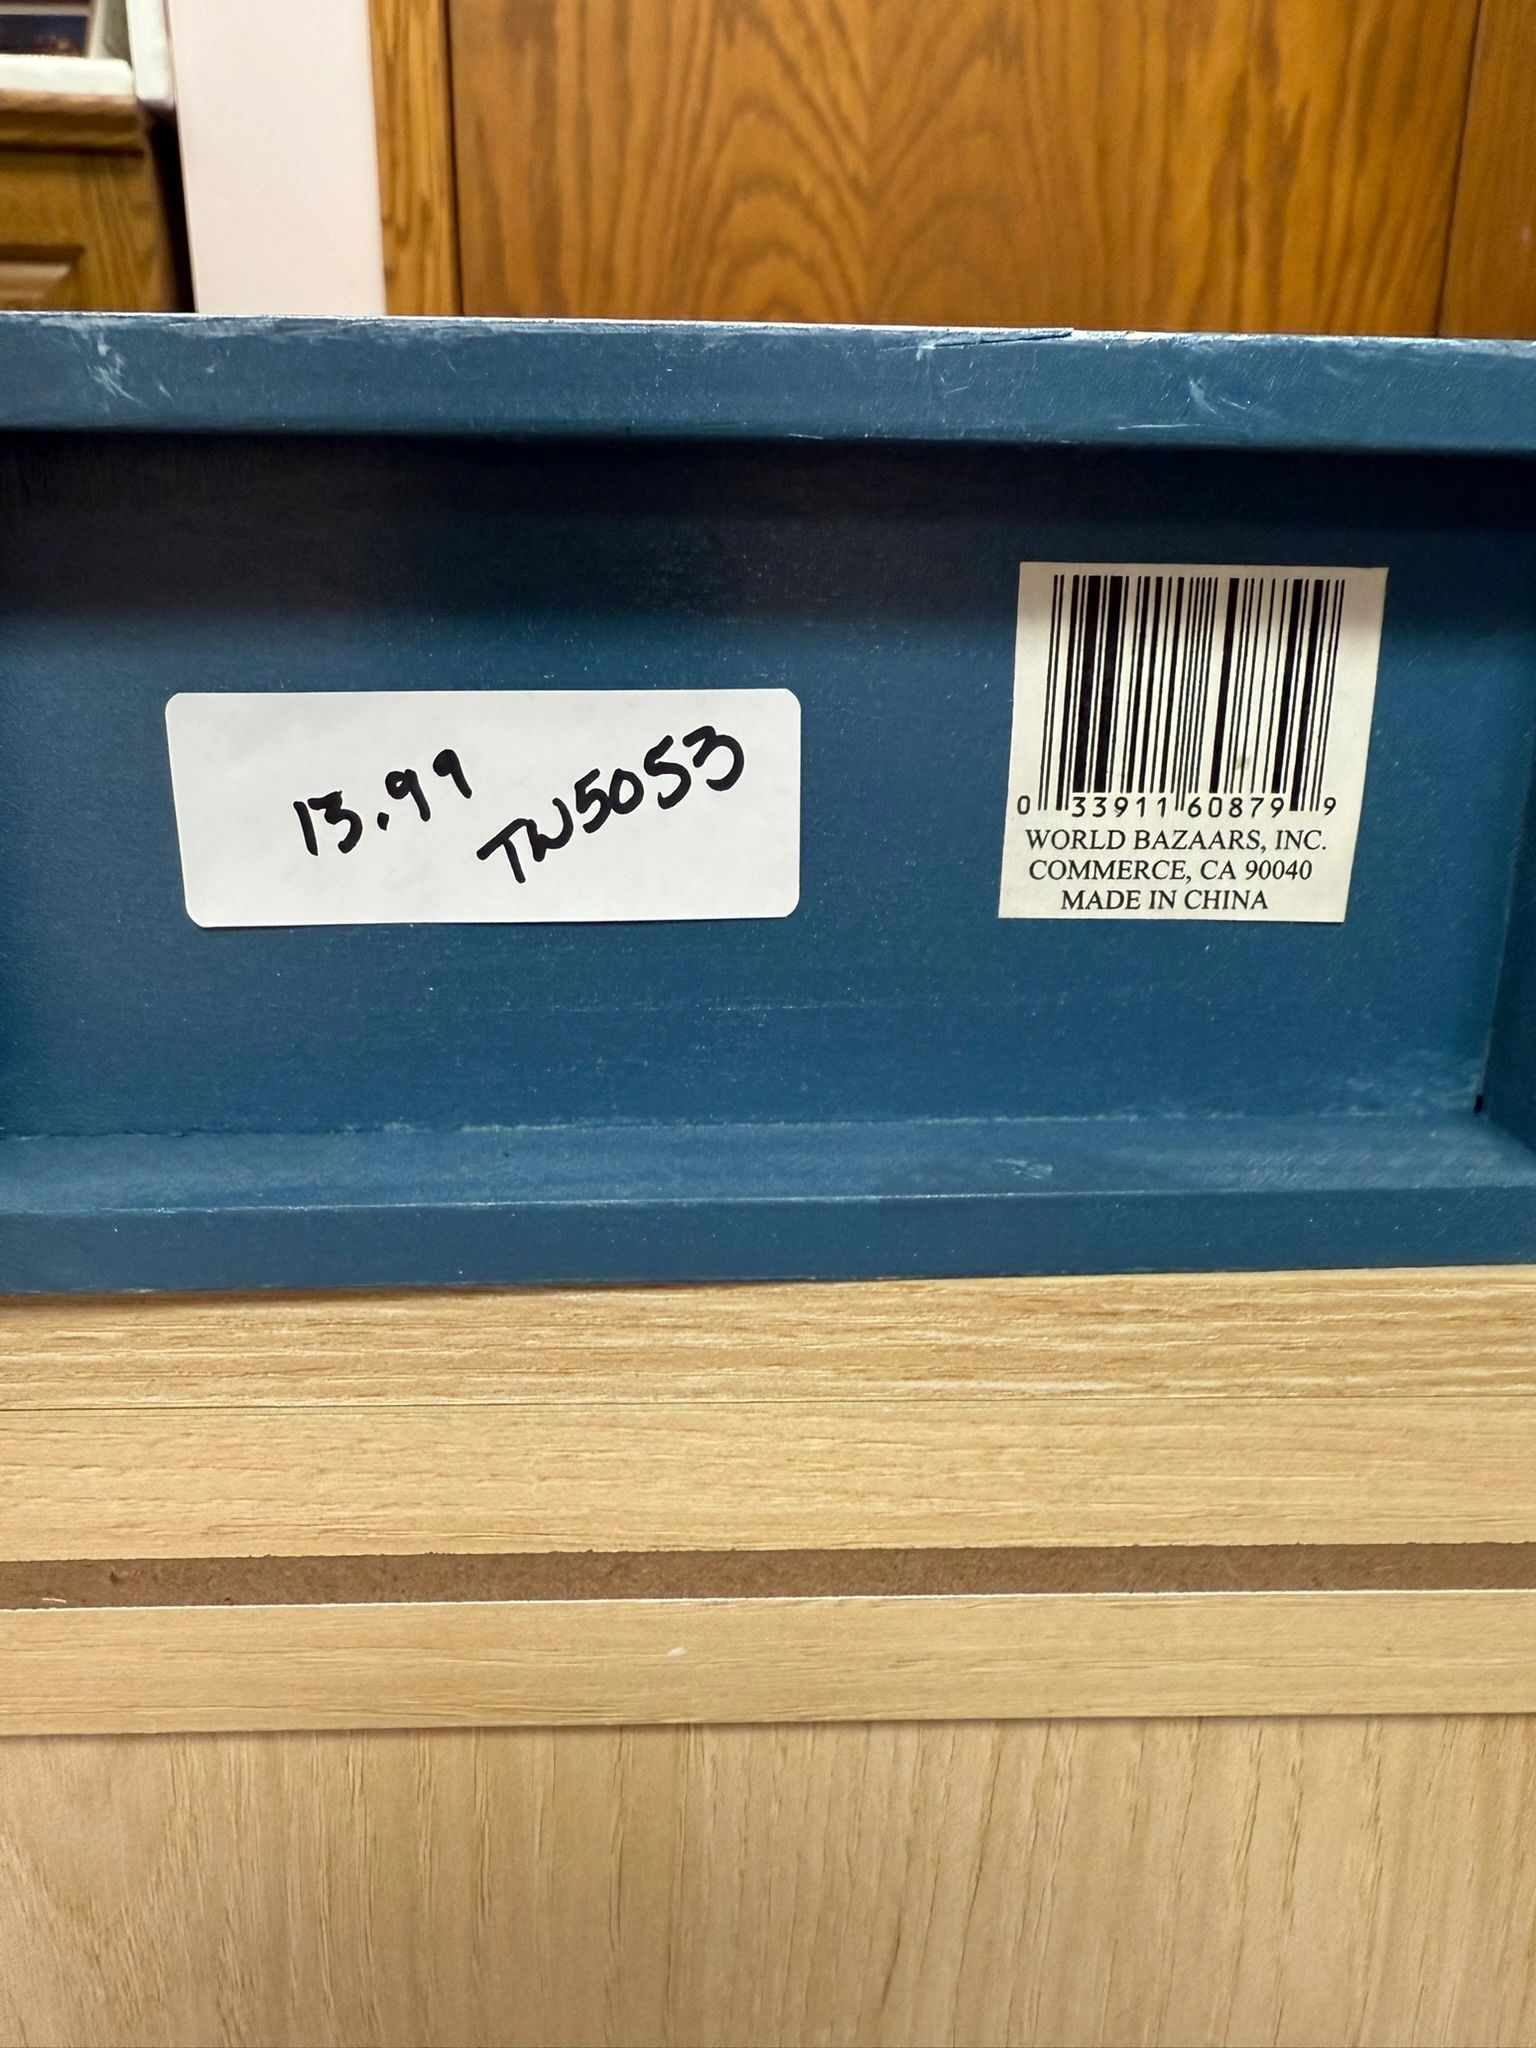 13.99
TW5053
0 33911 60879 9
WORLD BAZAARS, INC.
COMMERCE, CA 90040
MADE IN CHINA